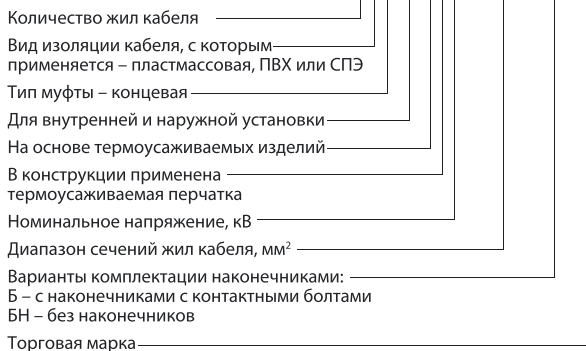 Количество жил кабеля
Вид изоляции кабеля, с которым
применяется – пластмассовая, ПВХ или СПЭ
Тип муфты – концевая
Для внутренней и наружной установки
На основе термоусаживаемых изделий
В конструкции применена
термоусаживаемая перчатка
Номинальное напряжение, кВ
Диапазон сечений жил кабеля, мм²
Варианты комплектации наконечниками:
Б – с наконечниками с контактными болтами
БН – без наконечников
Торговая марка